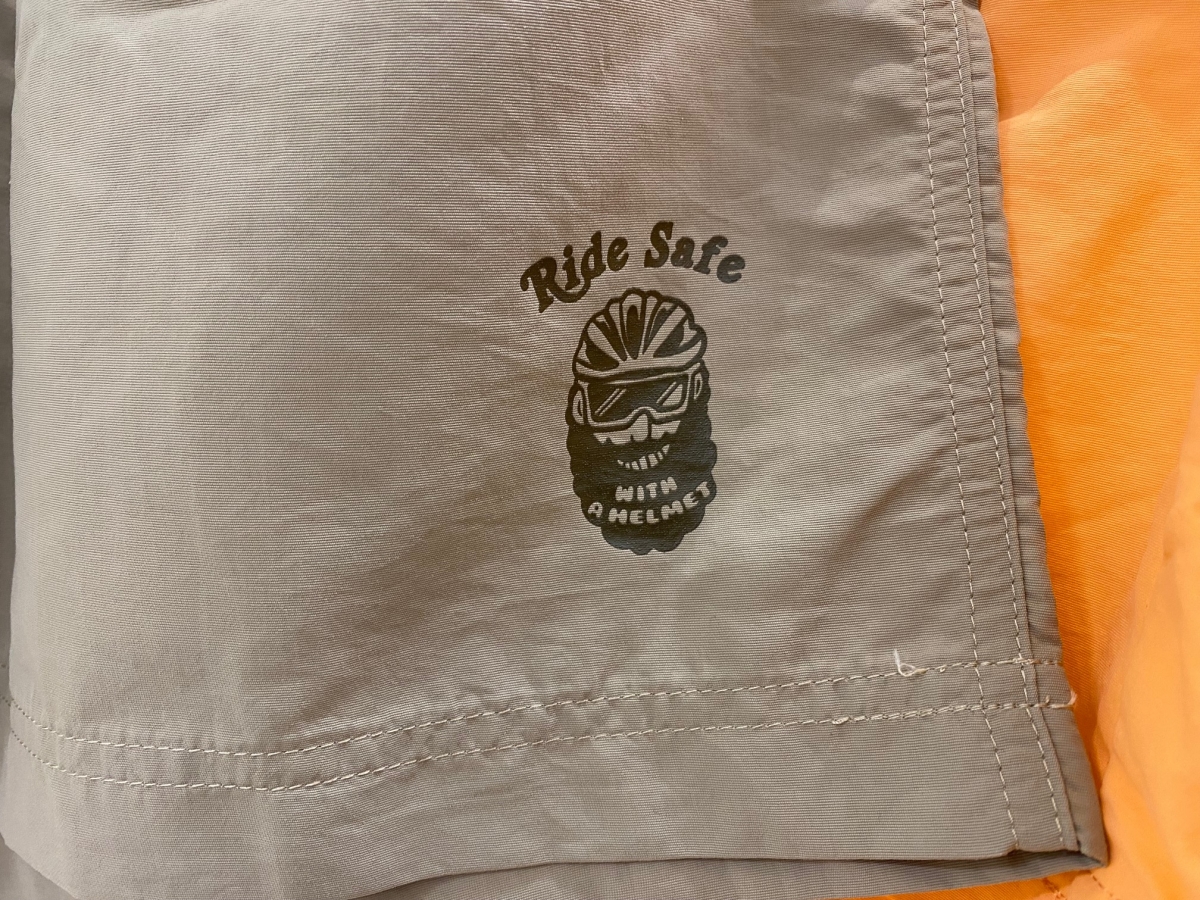 Ride Safe
WITH
A HELMET